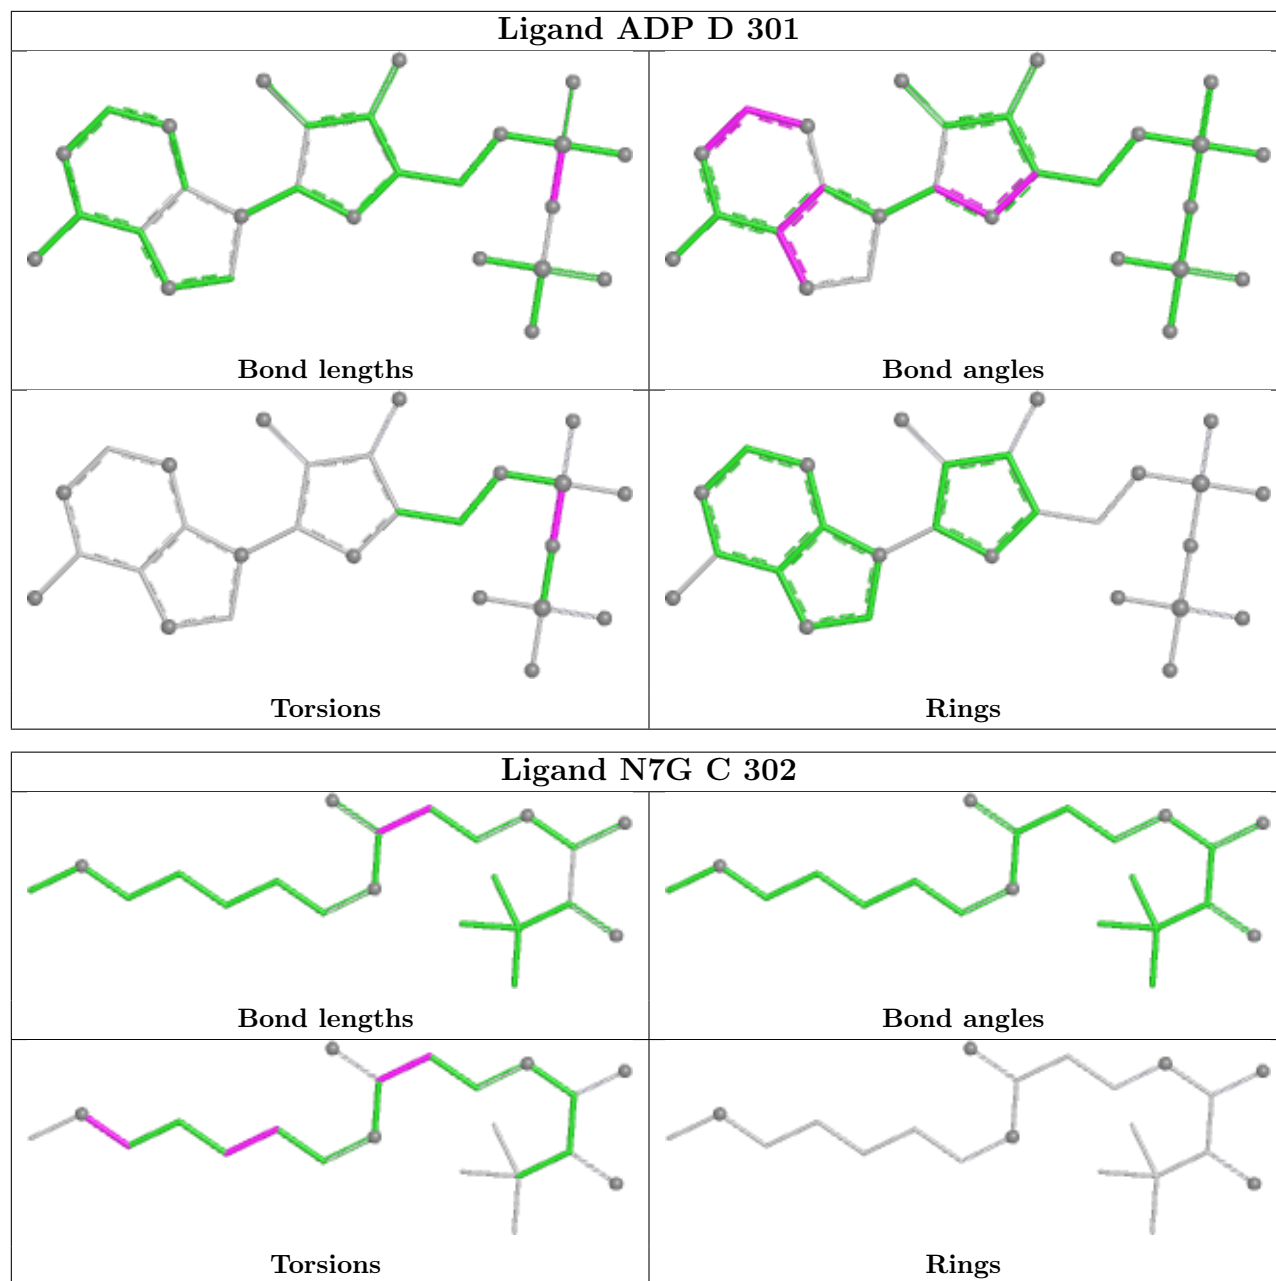 Ligand ADP D 301
Bond lengths
Bond angles
Torsions
Rings
Ligand N7G C 302
Bond lengths
Bond angles
Torsions
Rings